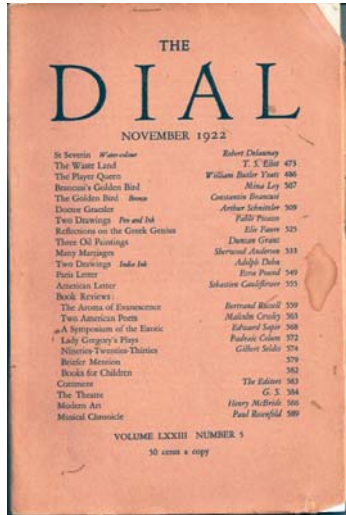 THE
DIAL
NOVEMBER 1922
St Severin Water-colour Robert Delaunay
The Waste Land T. S. Eliot 473
The Player Queen William Butler Yeats 486
Brancusi's Golden Bird Mina Loy 507
The Golden Bird Bronze Constantin Brancusi
Doctor Graesler Arthur Schnitzler 509
Two Drawings Pen and Ink Pablo Picasso
Reflections on the Greek Genius Elie Faure 525
Three Oil Paintings Duncan Grant
Many Marriages Sherwood Anderson 533
Two Drawings India Ink Adolph Dehn
Paris Letter Ezra Pound 549
American Letter Sebastien Cauliflower 555
Book Reviews:
The Aroma of Evanescence Bertrand Russell 559
Two American Poets Malcolm Cowley 563
A Symposium of the Exotic Edward Sapir 568
Lady Gregory's Plays Padraic Colum 572
Nineties-Twenties-Thirties Gilbert Seldes 574
Briefer Mention 579
Books for Children 582
Comment The Editors 583
The Theatre G. S. 584
Modern Art Henry McBride 586
Musical Chronicle Paul Rosenfeld 589
VOLUME LXXIII NUMBER 5
50 cents a copy